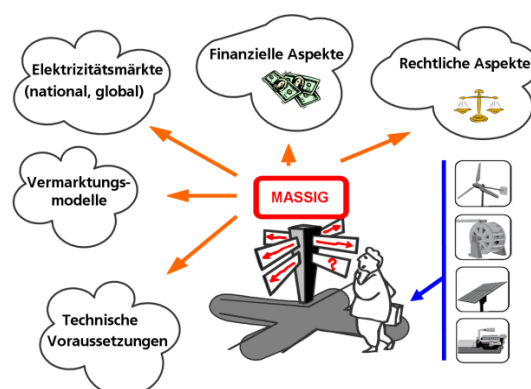 Elektrizitätsmärkte
(national, global)
Finanzielle Aspekte
Rechtliche Aspekte
Vermarktungs-
modelle
MASSIG
?
Technische
Voraussetzungen